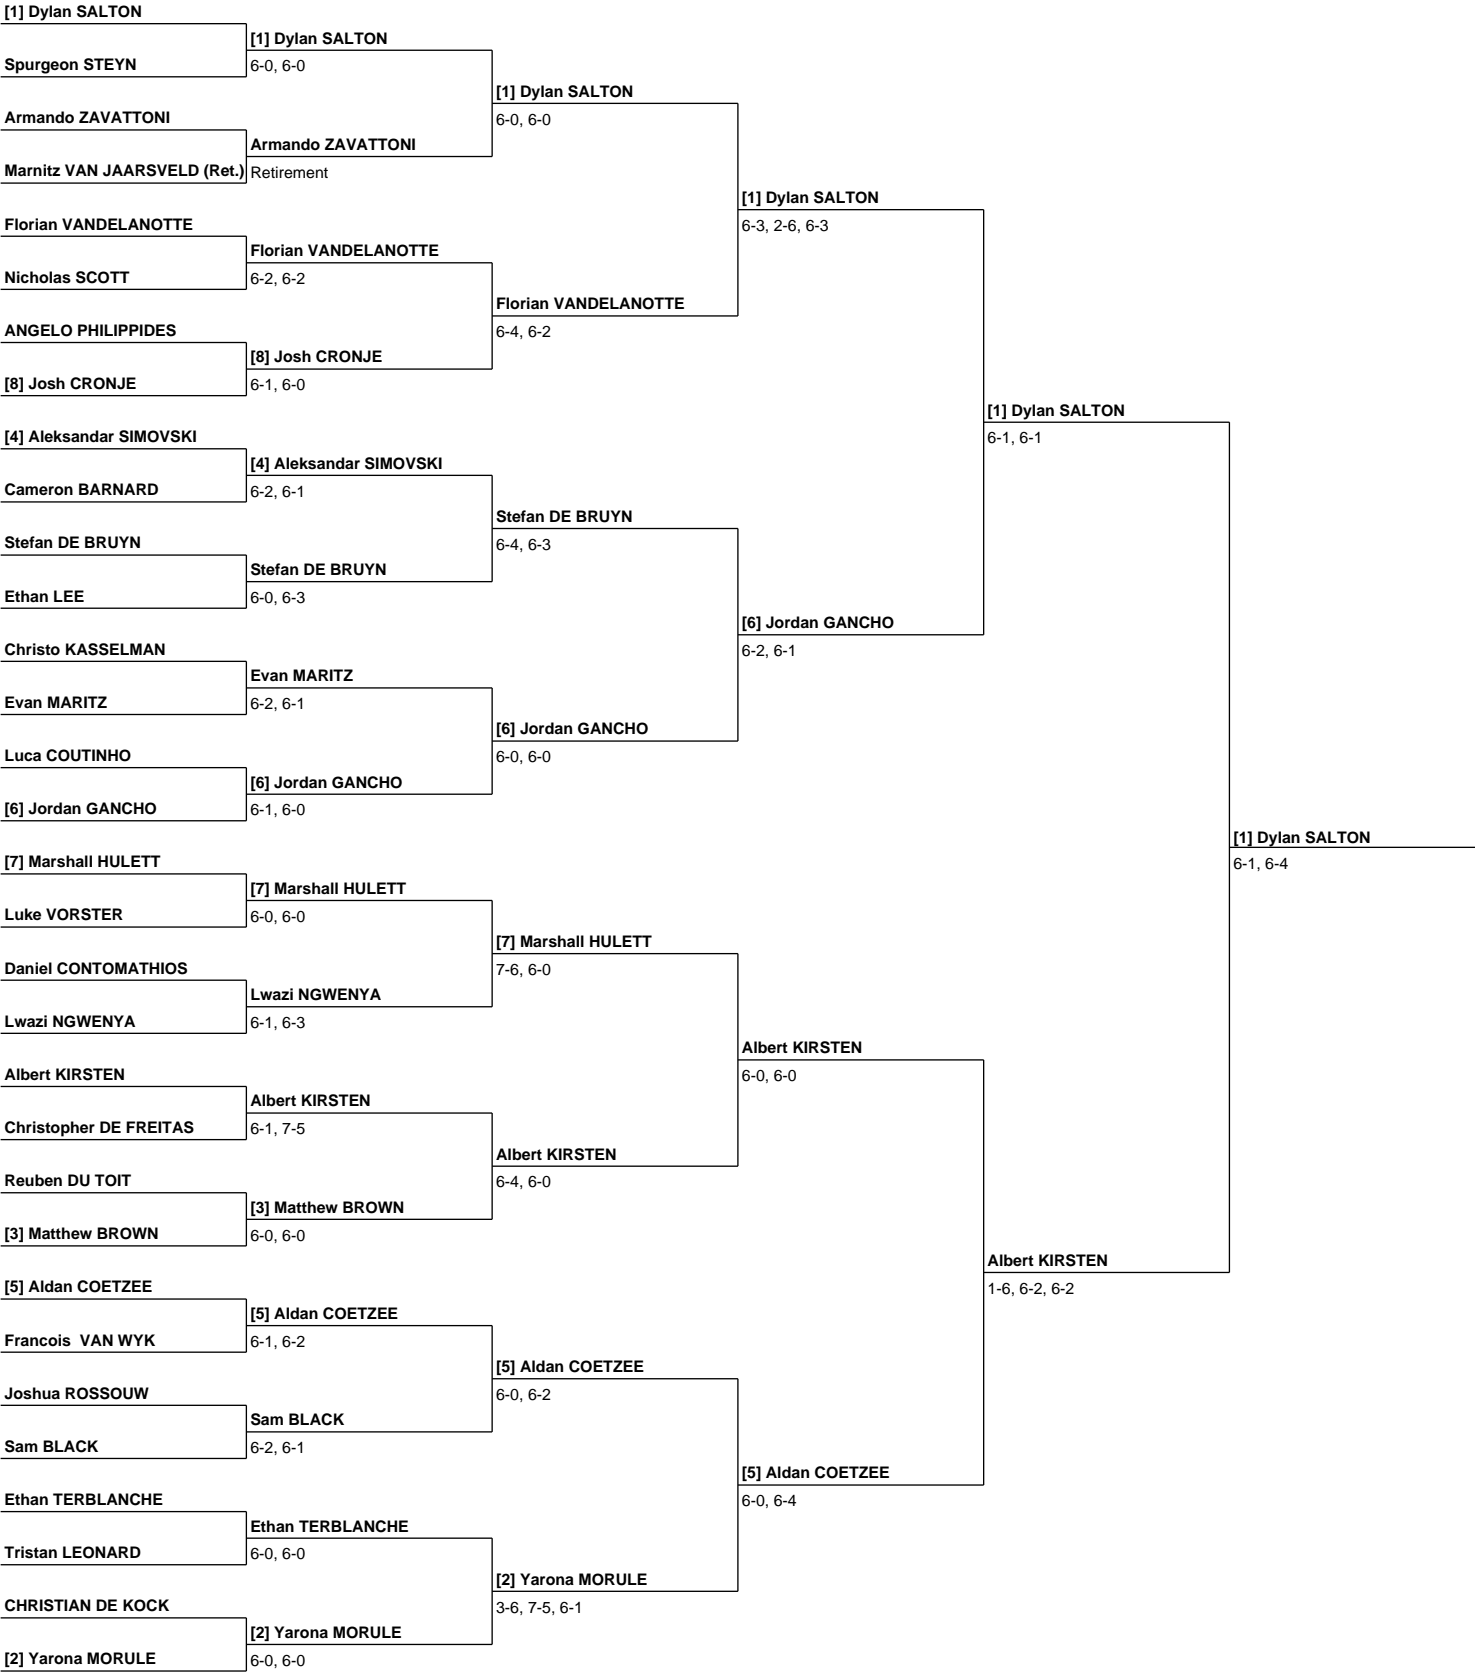 [1] Dylan SALTON
[1] Dylan SALTON
Spurgeon STEYN
6-0, 6-0
[1] Dylan SALTON
6-0, 6-0
Armando ZAVATTONI
Armando ZAVATTONI
Marnitz VAN JAARSVELD (Ret.)
Retirement
[1] Dylan SALTON
6-3, 2-6, 6-3
Florian VANDELANOTTE
Florian VANDELANOTTE
Nicholas SCOTT
6-2, 6-2
Florian VANDELANOTTE
6-4, 6-2
ANGELO PHILIPPIDES
[8] Josh CRONJE
[8] Josh CRONJE
6-1, 6-0
[1] Dylan SALTON
6-1, 6-1
[4] Aleksandar SIMOVSKI
[4] Aleksandar SIMOVSKI
Cameron BARNARD
6-2, 6-1
Stefan DE BRUYN
6-4, 6-3
Stefan DE BRUYN
Stefan DE BRUYN
Ethan LEE
6-0, 6-3
[6] Jordan GANCHO
6-2, 6-1
Christo KASSELMAN
Evan MARITZ
Evan MARITZ
6-2, 6-1
[6] Jordan GANCHO
6-0, 6-0
Luca COUTINHO
[6] Jordan GANCHO
[6] Jordan GANCHO
6-1, 6-0
[1] Dylan SALTON
6-1, 6-4
[7] Marshall HULETT
[7] Marshall HULETT
Luke VORSTER
6-0, 6-0
[7] Marshall HULETT
7-6, 6-0
Daniel CONTOMATHIOS
Lwazi NGWENYA
Lwazi NGWENYA
6-1, 6-3
Albert KIRSTEN
6-0, 6-0
Albert KIRSTEN
Albert KIRSTEN
Christopher DE FREITAS
6-1, 7-5
Albert KIRSTEN
6-4, 6-0
Reuben DU TOIT
[3] Matthew BROWN
[3] Matthew BROWN
6-0, 6-0
Albert KIRSTEN
1-6, 6-2, 6-2
[5] Aldan COETZEE
[5] Aldan COETZEE
Francois  VAN WYK
6-1, 6-2
[5] Aldan COETZEE
6-0, 6-2
Joshua ROSSOUW
Sam BLACK
Sam BLACK
6-2, 6-1
[5] Aldan COETZEE
6-0, 6-4
Ethan TERBLANCHE
Ethan TERBLANCHE
Tristan LEONARD
6-0, 6-0
[2] Yarona MORULE
3-6, 7-5, 6-1
CHRISTIAN DE KOCK
[2] Yarona MORULE
[2] Yarona MORULE
6-0, 6-0